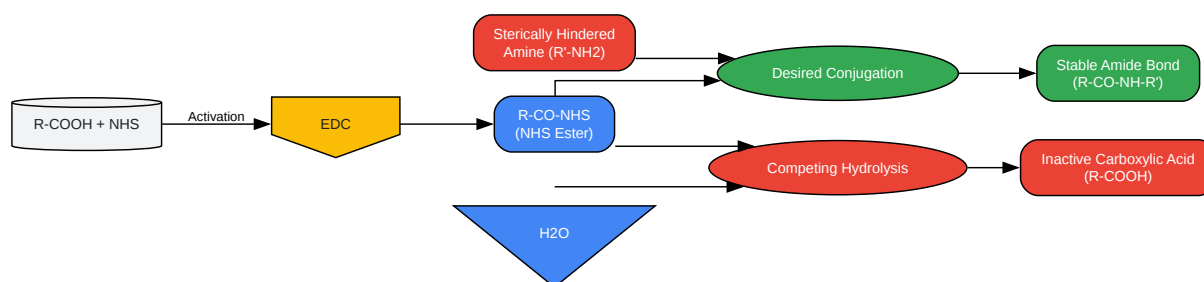 R-COOH + NHS
Activation
EDC
Sterically Hindered
Amine (R'-NH2)
R-CO-NHS
(NHS Ester)
H2O
Desired Conjugation
Competing Hydrolysis
Stable Amide Bond
(R-CO-NH-R')
Inactive Carboxylic Acid
(R-COOH)